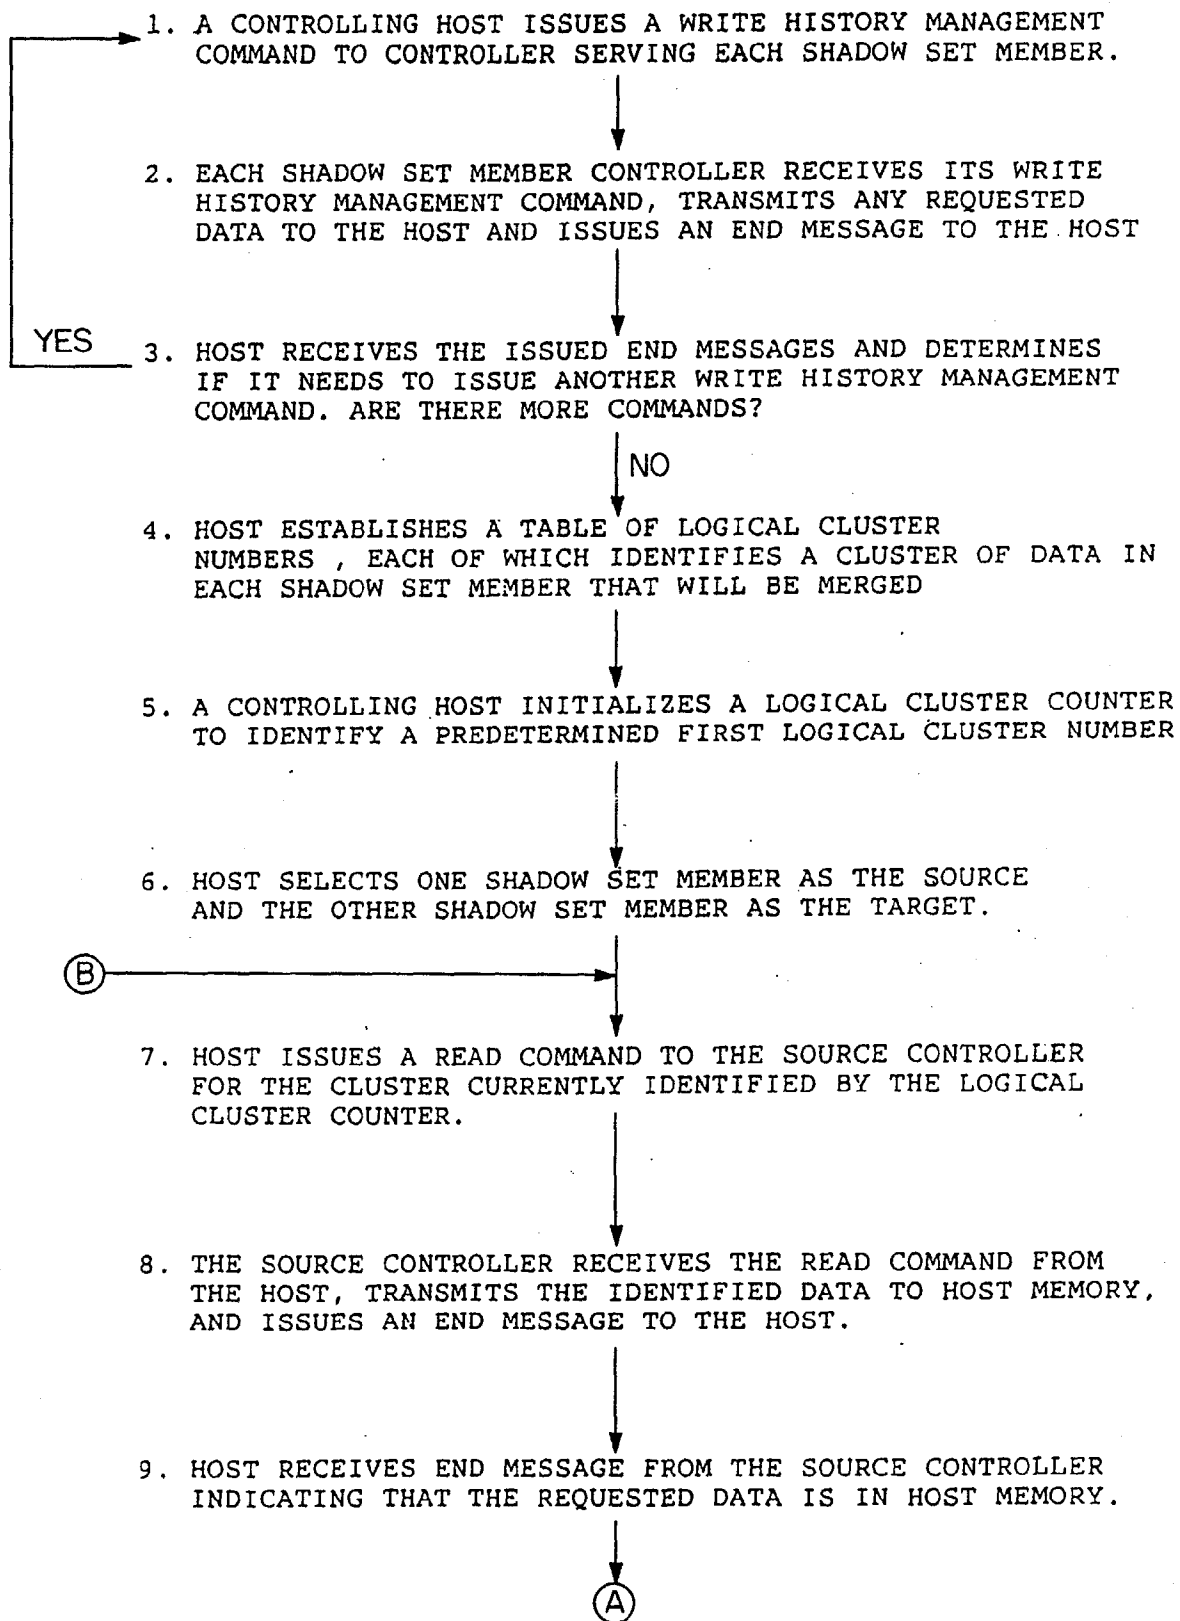 1. A CONTROLLING HOST ISSUES A WRITE HISTORY MANAGEMENT
COMMAND TO CONTROLLER SERVING EACH SHADOW SET MEMBER.
2. EACH SHADOW SET MEMBER CONTROLLER RECEIVES ITS WRITE
HISTORY MANAGEMENT COMMAND, TRANSMITS ANY REQUESTED
DATA TO THE HOST AND ISSUES AN END MESSAGE TO THE HOST
YES
3. HOST RECEIVES THE ISSUED END MESSAGES AND DETERMINES
IF IT NEEDS TO ISSUE ANOTHER WRITE HISTORY MANAGEMENT
COMMAND. ARE THERE MORE COMMANDS?
NO
4. HOST ESTABLISHES A TABLE OF LOGICAL CLUSTER
NUMBERS , EACH OF WHICH IDENTIFIES A CLUSTER OF DATA IN
EACH SHADOW SET MEMBER THAT WILL BE MERGED
5. A CONTROLLING HOST INITIALIZES A LOGICAL CLUSTER COUNTER
TO IDENTIFY A PREDETERMINED FIRST LOGICAL CLUSTER NUMBER
6. HOST SELECTS ONE SHADOW SET MEMBER AS THE SOURCE
AND THE OTHER SHADOW SET MEMBER AS THE TARGET.
B
7. HOST ISSUES A READ COMMAND TO THE SOURCE CONTROLLER
FOR THE CLUSTER CURRENTLY IDENTIFIED BY THE LOGICAL
CLUSTER COUNTER.
8. THE SOURCE CONTROLLER RECEIVES THE READ COMMAND FROM
THE HOST, TRANSMITS THE IDENTIFIED DATA TO HOST MEMORY,
AND ISSUES AN END MESSAGE TO THE HOST.
9. HOST RECEIVES END MESSAGE FROM THE SOURCE CONTROLLER
INDICATING THAT THE REQUESTED DATA IS IN HOST MEMORY.
A